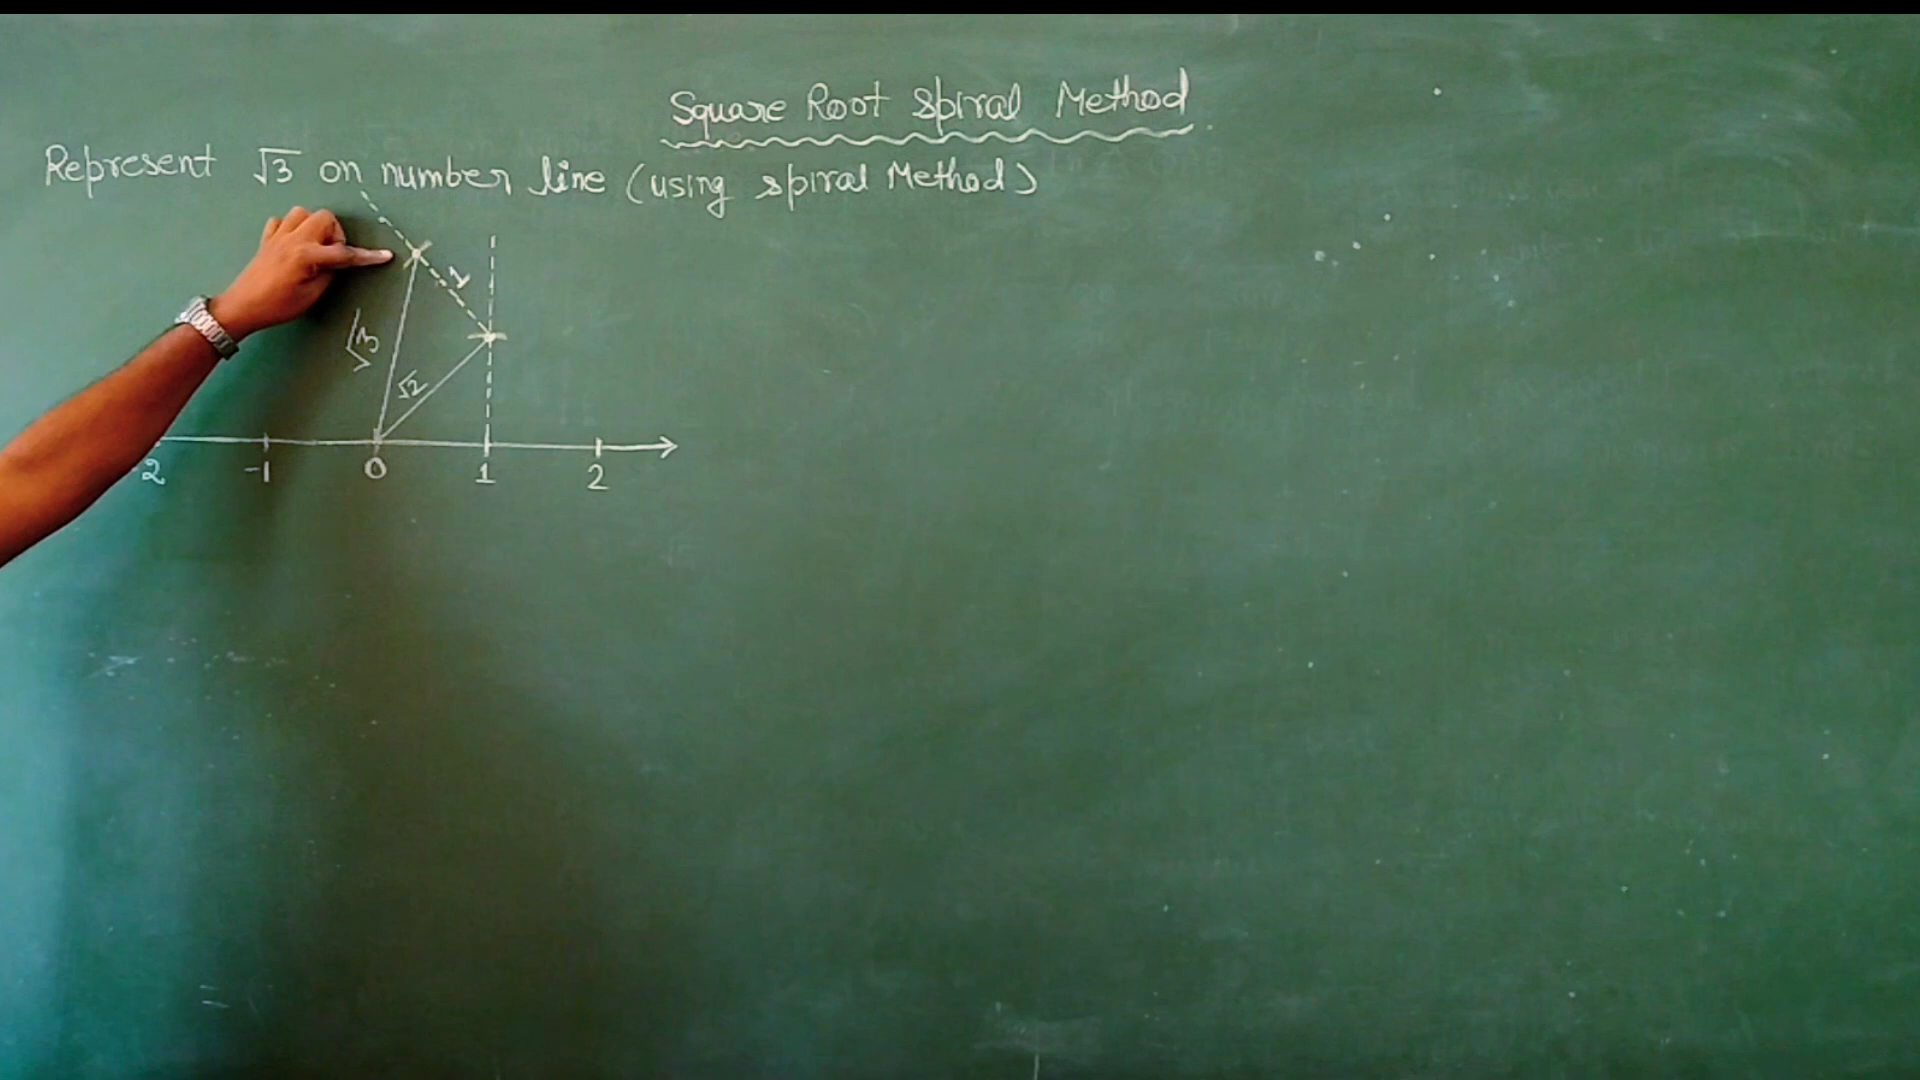 Square Root Spiral Method
Represent √3 on number line (using spiral Method)
1
√3
√2
-2 -1 0 1 2